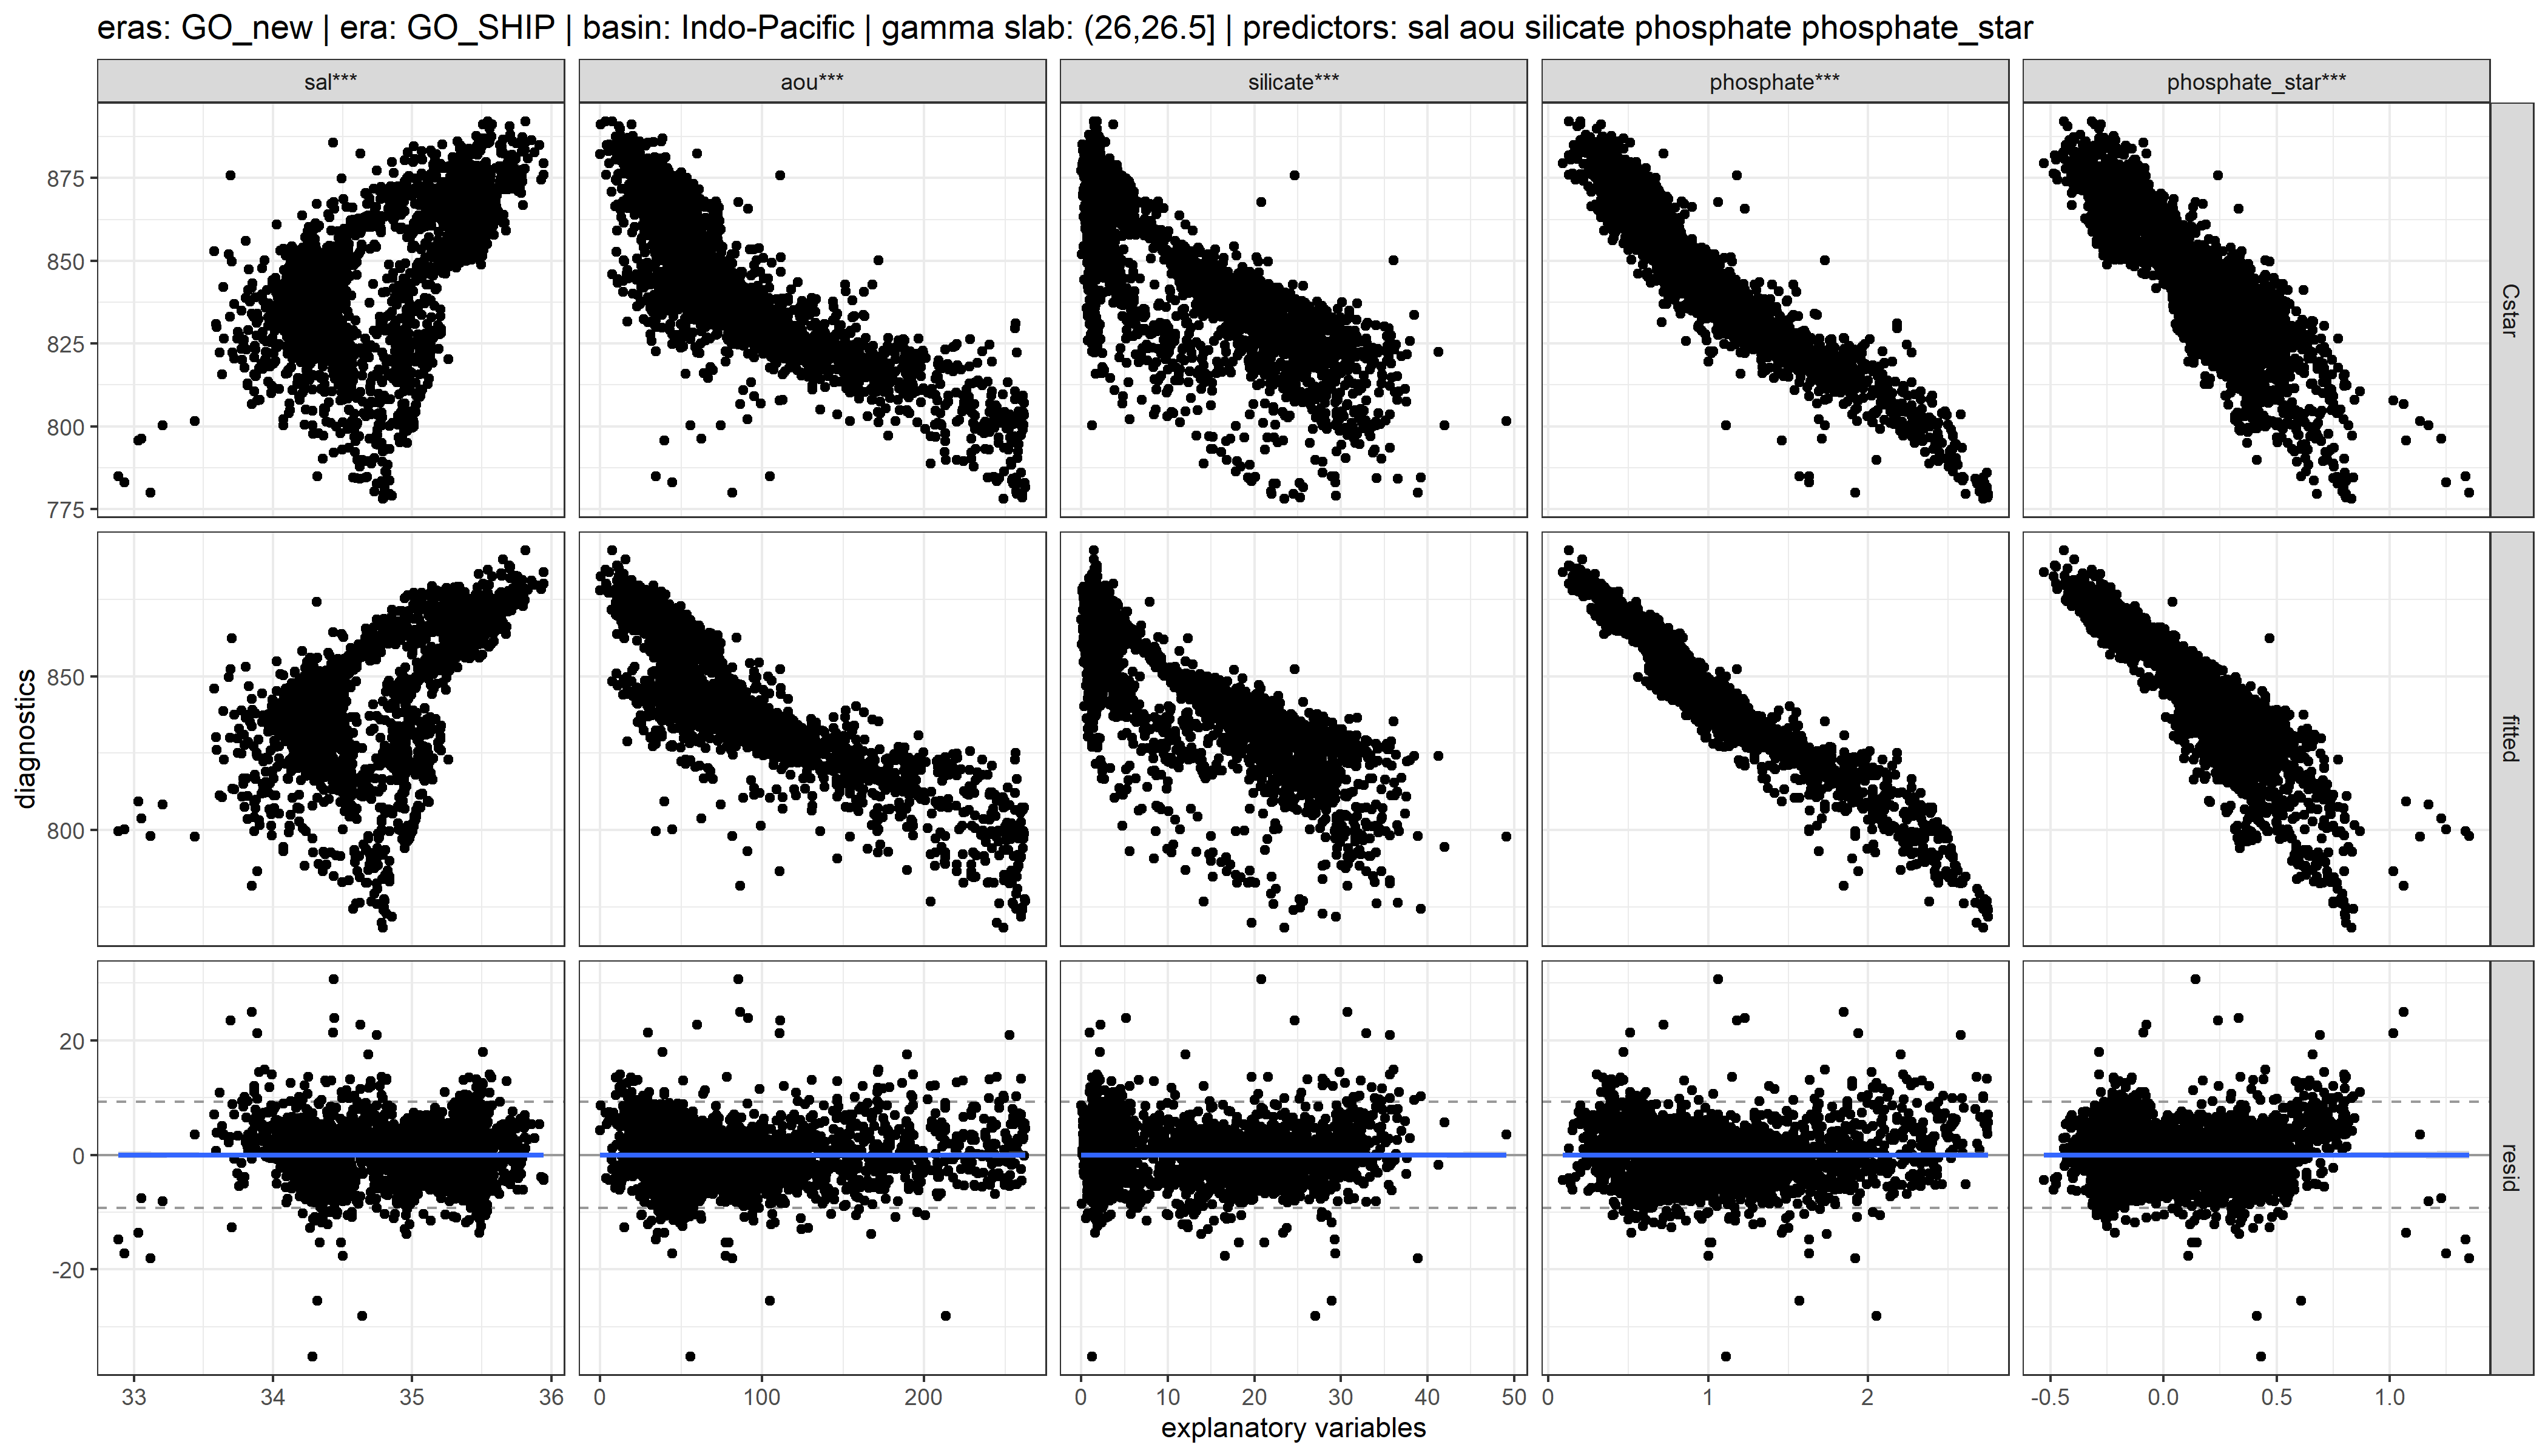 eras: GO_new | era: GO_SHIP | basin: Indo-Pacific | gamma slab: (26,26.5] | predictors: sal aou silicate phosphate phosphate_star
sal*** aou*** silicate*** phosphate*** phosphate_star***
875
850
825
800
775
Cstar
850
800
fitted
diagnostics
20
0
-20
resid
33 34 35 36 0 100 200 0 10 20 30 40 50 0 1 2 -0.5 0.0 0.5 1.0
explanatory variables